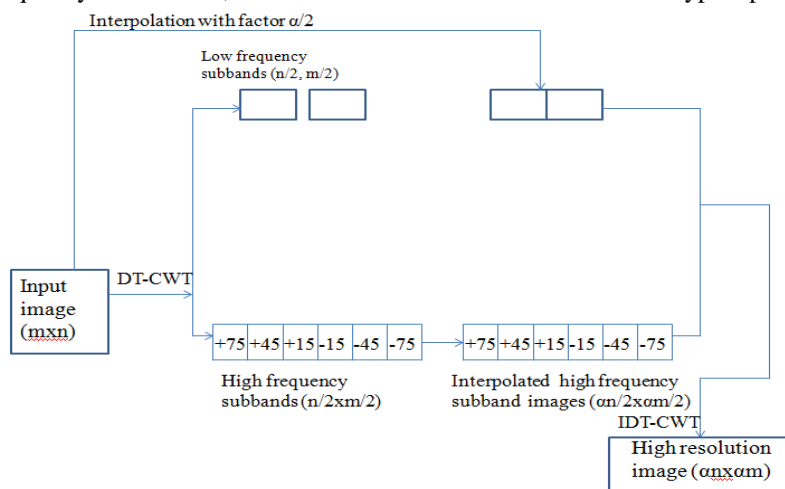 Interpolation with factor α/2
Low frequency
subbands (n/2, m/2)
DT-CWT
Input
image
(mxn)
+75 +45 +15 -15 -45 -75
+75 +45 +15 -15 -45 -75
High frequency
subbands (n/2xm/2)
Interpolated high frequency
subband images (αn/2xαm/2)
IDT-CWT
High resolution
image (αnxαm)